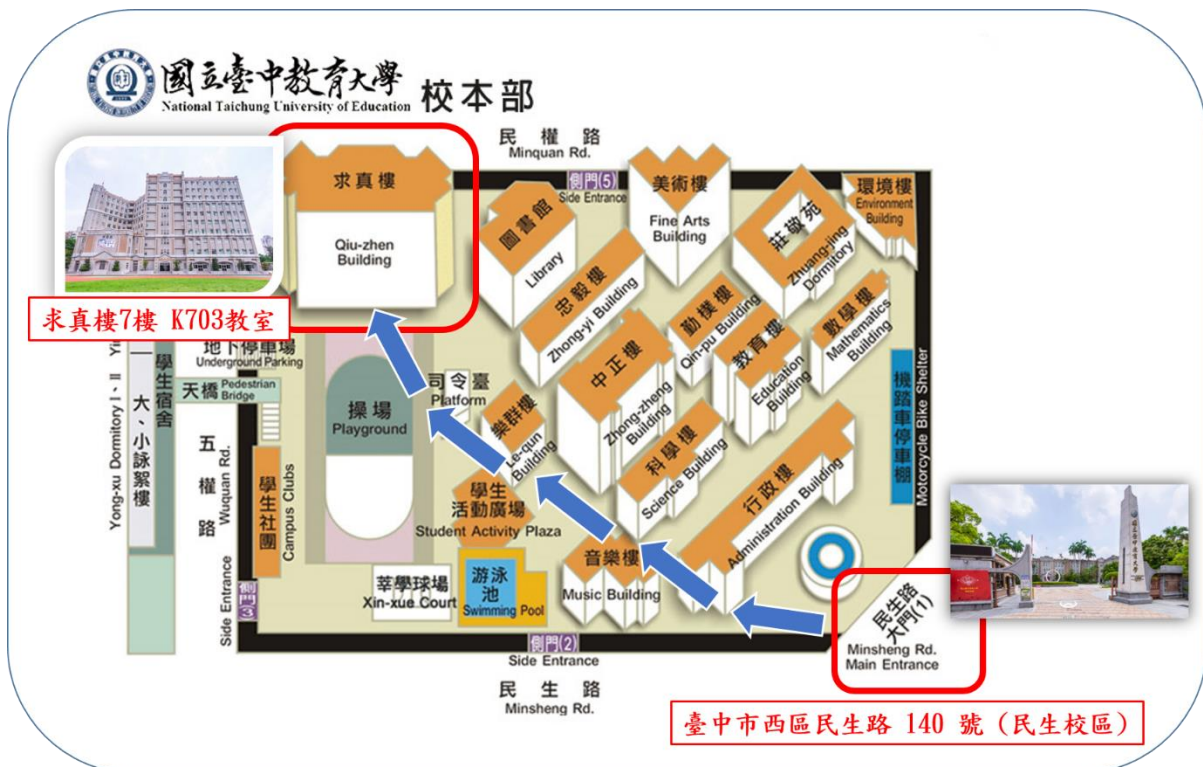 國立臺中教育大學
National Taichung University of Education
校本部
民權路
Minquan Rd.
求真樓
Qiu-zhen
Building
側門(5)
Side Entrance
圖書館
Library
美術樓
Fine Arts
Building
莊敬苑
Zhuang-jing
Dormitory
環境樓
Environment
Building
忠毅樓
Zhong-yi Building
勤樸樓
Qin-pu Building
教育樓
Education
Building
數學樓
Mathematics
Building
求真樓7樓 K703教室
地下停車場
Underground Parking
學生宿舍
大、小詠絮樓
Yong-xu Dormitory I、II
天橋
Pedestrian
Bridge
五權路
Wuquan Rd.
操場
Playground
司令臺
Platform
樂群樓
Le-qun
Building
中正樓
Zhong-zheng
Building
科學樓
Science Building
行政樓
Administration Building
機踏車停車棚
Motorcycle Bike Shelter
學生社團
Campus Clubs
學生
活動廣場
Student Activity Plaza
音樂樓
Music Building
莘學球場
Xin-xue Court
游泳
池
Swimming Pool
側門3
Side Entrance
側門(2)
Side Entrance
民生路
Minsheng Rd.
民生路
大門(1)
Minsheng Rd.
Main Entrance
國立臺中教育大學
臺中市西區民生路 140 號 (民生校區)